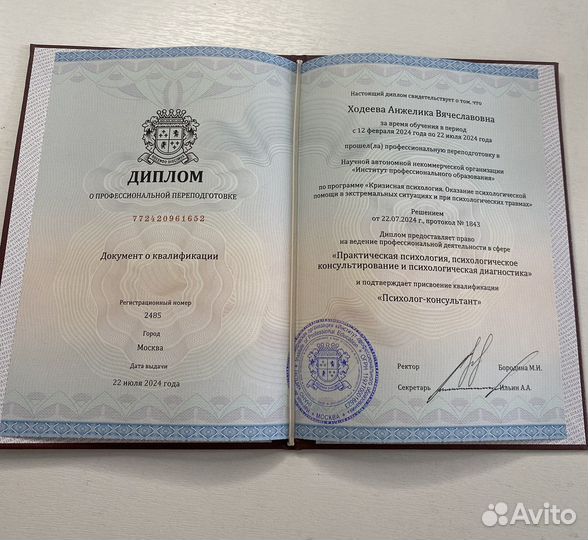 ДИПЛОМ
О ПРОФЕССИОНАЛЬНОЙ ПЕРЕПОДГОТОВКЕ
772420961652
Документ о квалификации
Регистрационный номер
2485
Город
Москва
Дата выдачи
22 июля 2024 года
Настоящий диплом свидетельствует о том, что
Ходеева Анжелика Вячеславовна
за время обучения в период
с 12 февраля 2024 года по 22 июля 2024 года
прошел(ла) профессиональную переподготовку в
Научной автономной некоммерческой организации
«Институт профессионального образования»
по программе «Кризисная психология. Оказание психологической
помощи в экстремальных ситуациях и при психологических травмах»
Решением
от 22.07.2024 г., протокол № 1843
Диплом предоставляет право
на ведение профессиональной деятельности в сфере
«Практическая психология, психологическое
консультирование и психологическая диагностика»
и подтверждает присвоение квалификации
«Психолог-консультант»
Ректор Бородина М.И.
Секретарь Ильин А.А.
МОСКВА
Avito